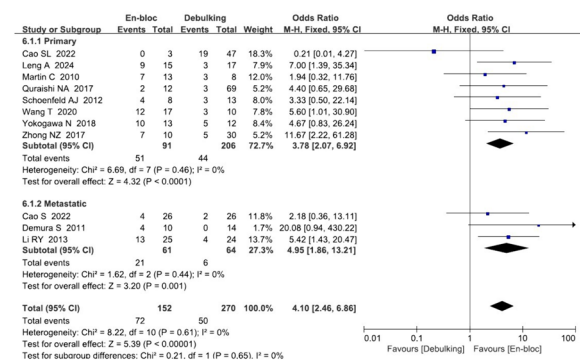 En-bloc Debulking Odds Ratio Odds Ratio
Study or Subgroup Events Total Events Total Weight M-H, Fixed, 95% CI M-H, Fixed, 95% CI
6.1.1 Primary
Cao SL 2022 0 3 19 47 18.3% 0.21 [0.01, 4.27]
Leng A 2024 9 15 3 17 7.9% 7.00 [1.39, 35.34]
Martin C 2010 7 13 3 8 14.2% 1.94 [0.32, 11.76]
Quraishi NA 2017 2 12 3 69 4.2% 4.40 [0.65, 29.68]
Schoenfeld AJ 2012 4 8 3 13 6.3% 3.33 [0.50, 22.14]
Wang T 2020 12 17 3 10 7.5% 5.60 [1.01, 30.90]
Yokogawa N 2018 10 13 5 12 7.9% 4.67 [0.83, 26.24]
Zhong NZ 2017 7 10 5 30 6.4% 11.67 [2.22, 61.28]
Subtotal (95% CI) 91 206 72.7% 3.78 [2.07, 6.92]
Total events 51 44
Heterogeneity: Chi² = 6.69, df = 7 (P = 0.46); I² = 0%
Test for overall effect: Z = 4.32 (P < 0.0001)
6.1.2 Metastatic
Cao S 2022 4 26 2 26 11.8% 2.18 [0.36, 13.11]
Demura S 2011 4 10 0 14 2.1% 20.08 [0.94, 430.22]
Li RY 2013 13 25 4 24 13.4% 5.42 [1.43, 20.47]
Subtotal (95% CI) 61 64 27.3% 4.95 [1.86, 13.21]
Total events 21 6
Heterogeneity: Chi² = 1.62, df = 2 (P = 0.44); I² = 0%
Test for overall effect: Z = 3.20 (P = 0.001)
Total (95% CI) 152 270 100.0% 4.10 [2.46, 6.86]
Total events 72 50
Heterogeneity: Chi² = 8.22, df = 10 (P = 0.61); I² = 0%
Test for overall effect: Z = 5.39 (P < 0.00001)
Test for subgroup differences: Chi² = 0.21, df = 1 (P = 0.65), I² = 0%
0.01 0.1 1 10 100
Favours [Debulking] Favours [En-bloc]